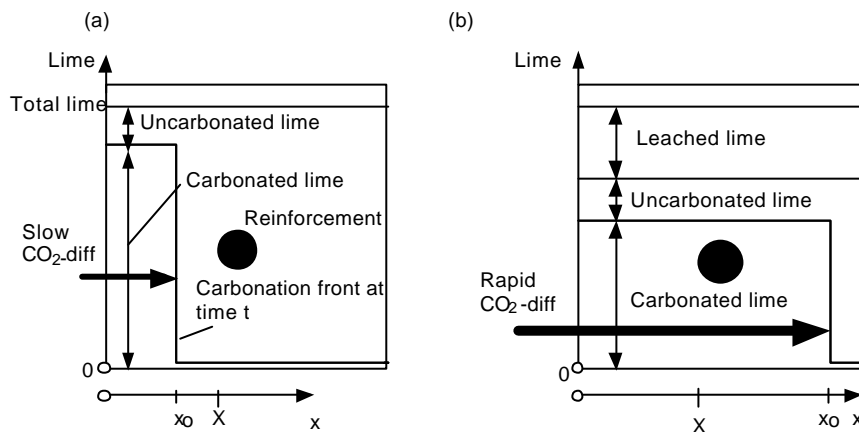 (a)
Lime
Total lime
Uncarbonated lime
Carbonated lime
Reinforcement
Slow
CO2-diff
Carbonation front at
time t
0
xo X x
(b)
Lime
Leached lime
Uncarbonated lime
Rapid
CO2-diff
Carbonated lime
0
X xo x